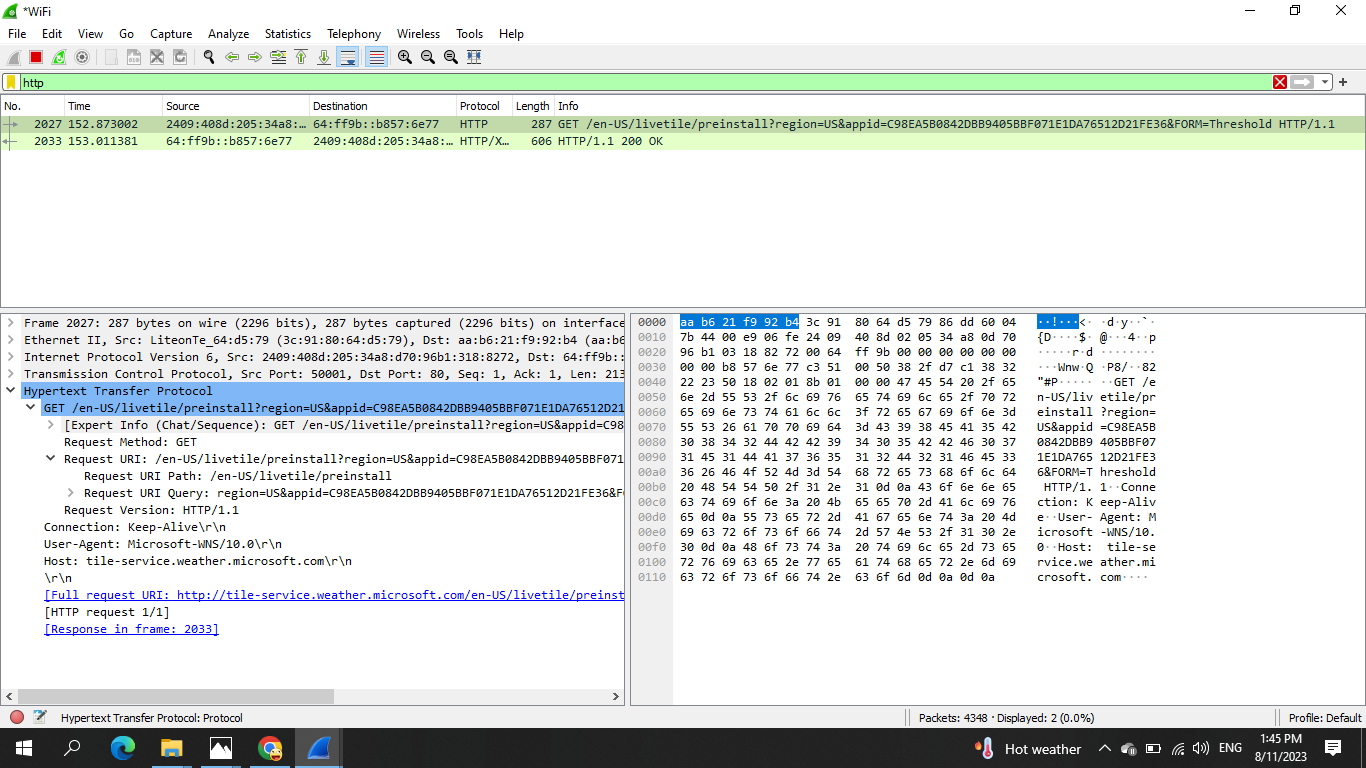 *WiFi
File Edit View Go Capture Analyze Statistics Telephony Wireless Tools Help
http
No. Time Source Destination Protocol Length Info
2027 152.873002 2409:408d:205:34a8:… 64:ff9b::b857:6e77 HTTP 287 GET /en-US/livetile/preinstall?region=US&appid=C98EA5B0842DBB9405BBF071E1DA76512D21FE36&FORM=Threshold HTTP/1.1
2033 153.011381 64:ff9b::b857:6e77 2409:408d:205:34a8:… HTTP/X… 606 HTTP/1.1 200 OK
Frame 2027: 287 bytes on wire (2296 bits), 287 bytes captured (2296 bits) on interface
Ethernet II, Src: LiteonTe_64:d5:79 (3c:91:80:64:d5:79), Dst: aa:b6:21:f9:92:b4 (aa:b6
Internet Protocol Version 6, Src: 2409:408d:205:34a8:d70:96b1:318:8272, Dst: 64:ff9b::
Transmission Control Protocol, Src Port: 50001, Dst Port: 80, Seq: 1, Ack: 1, Len: 213
Hypertext Transfer Protocol
GET /en-US/livetile/preinstall?region=US&appid=C98EA5B0842DBB9405BBF071E1DA76512D21
[Expert Info (Chat/Sequence): GET /en-US/livetile/preinstall?region=US&appid=C98
Request Method: GET
Request URI: /en-US/livetile/preinstall?region=US&appid=C98EA5B0842DBB9405BBF071
Request URI Path: /en-US/livetile/preinstall
Request URI Query: region=US&appid=C98EA5B0842DBB9405BBF071E1DA76512D21FE36&F
Request Version: HTTP/1.1
Connection: Keep-Alive\r\n
User-Agent: Microsoft-WNS/10.0\r\n
Host: tile-service.weather.microsoft.com\r\n
\r\n
[Full request URI: http://tile-service.weather.microsoft.com/en-US/livetile/preinst
[HTTP request 1/1]
[Response in frame: 2033]
0000 aa b6 21 f9 92 b4 3c 91 80 64 d5 79 86 dd 60 04 ··!···<· ·d·y··`·
0010 7b 44 00 e9 06 fe 24 09 40 8d 02 05 34 a8 0d 70 {D····$· @···4··p
0020 96 b1 03 18 82 72 00 64 ff 9b 00 00 00 00 00 00 ·····r·d ········
0030 00 00 b8 57 6e 77 c3 51 00 50 38 2f d7 c1 38 32 ···Wnw·Q ·P8/··82
0040 22 23 50 18 02 01 8b 01 00 00 47 45 54 20 2f 65 "#P····· ··GET /e
0050 6e 2d 55 53 2f 6c 69 76 65 74 69 6c 65 2f 70 72 n-US/liv etile/pr
0060 65 69 6e 73 74 61 6c 6c 3f 72 65 67 69 6f 6e 3d einstall ?region=
0070 55 53 26 61 70 70 69 64 3d 43 39 38 45 41 35 42 US&appid =C98EA5B
0080 30 38 34 32 44 42 42 39 34 30 35 42 42 46 30 37 0842DBB9 405BBF07
0090 31 45 31 44 41 37 36 35 31 32 44 32 31 46 45 33 1E1DA765 12D21FE3
00a0 36 26 46 4f 52 4d 3d 54 68 72 65 73 68 6f 6c 64 6&FORM=T hreshold
00b0 20 48 54 54 50 2f 31 2e 31 0d 0a 43 6f 6e 6e 65 HTTP/1. 1··Conne
00c0 63 74 69 6f 6e 3a 20 4b 65 65 70 2d 41 6c 69 76 ction: K eep-Aliv
00d0 65 0d 0a 55 73 65 72 2d 41 67 65 6e 74 3a 20 4d e··User- Agent: M
00e0 69 63 72 6f 73 6f 66 74 2d 57 4e 53 2f 31 30 2e icrosoft -WNS/10.
00f0 30 0d 0a 48 6f 73 74 3a 20 74 69 6c 65 2d 73 65 0··Host: tile-se
0100 72 76 69 63 65 2e 77 65 61 74 68 65 72 2e 6d 69 rvice.we ather.mi
0110 63 72 6f 73 6f 66 74 2e 63 6f 6d 0d 0a 0d 0a crosoft. com····
Hypertext Transfer Protocol: Protocol Packets: 4348 · Displayed: 2 (0.0%) Profile: Default
Hot weather ENG 1:45 PM
8/11/2023